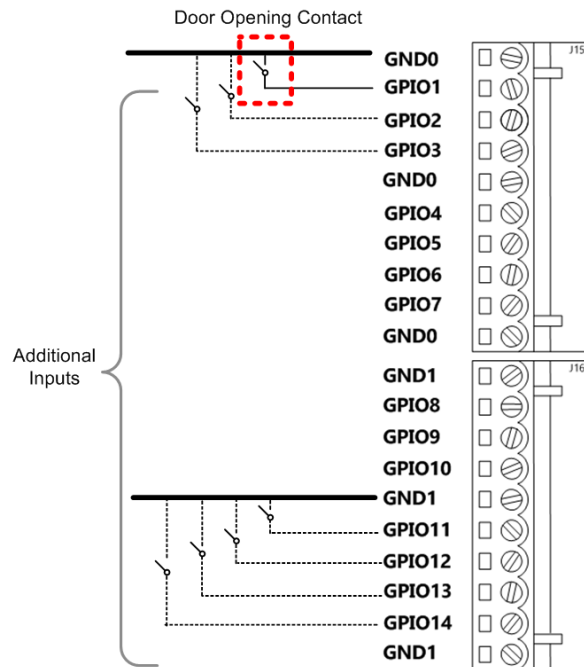 Door Opening Contact
GND0
J15
GPIO1
GPIO2
GPIO3
GND0
GPIO4
GPIO5
GPIO6
GPIO7
GND0
Additional
Inputs
GND1
J16
GPIO8
GPIO9
GPIO10
GND1
GPIO11
GPIO12
GPIO13
GPIO14
GND1